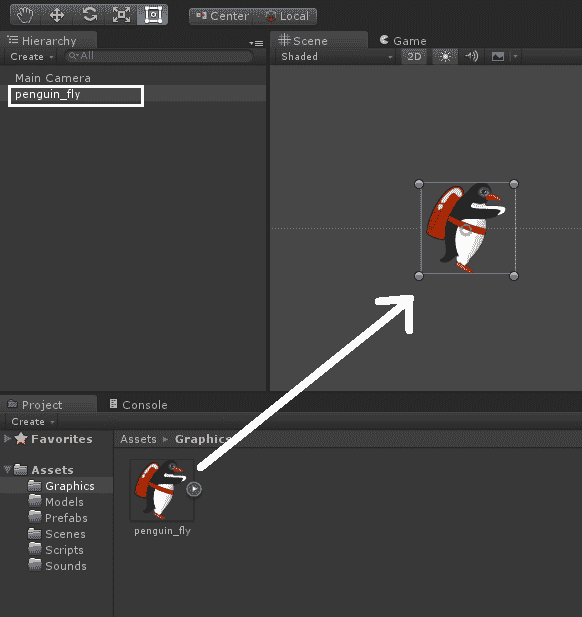 Center Local
Hierarchy
Create All
Main Camera
penguin_fly
Scene Game
Shaded 2D
Project Console
Create
Favorites
Assets
Graphics
Models
Prefabs
Scenes
Scripts
Sounds
Assets Graphics
penguin_fly